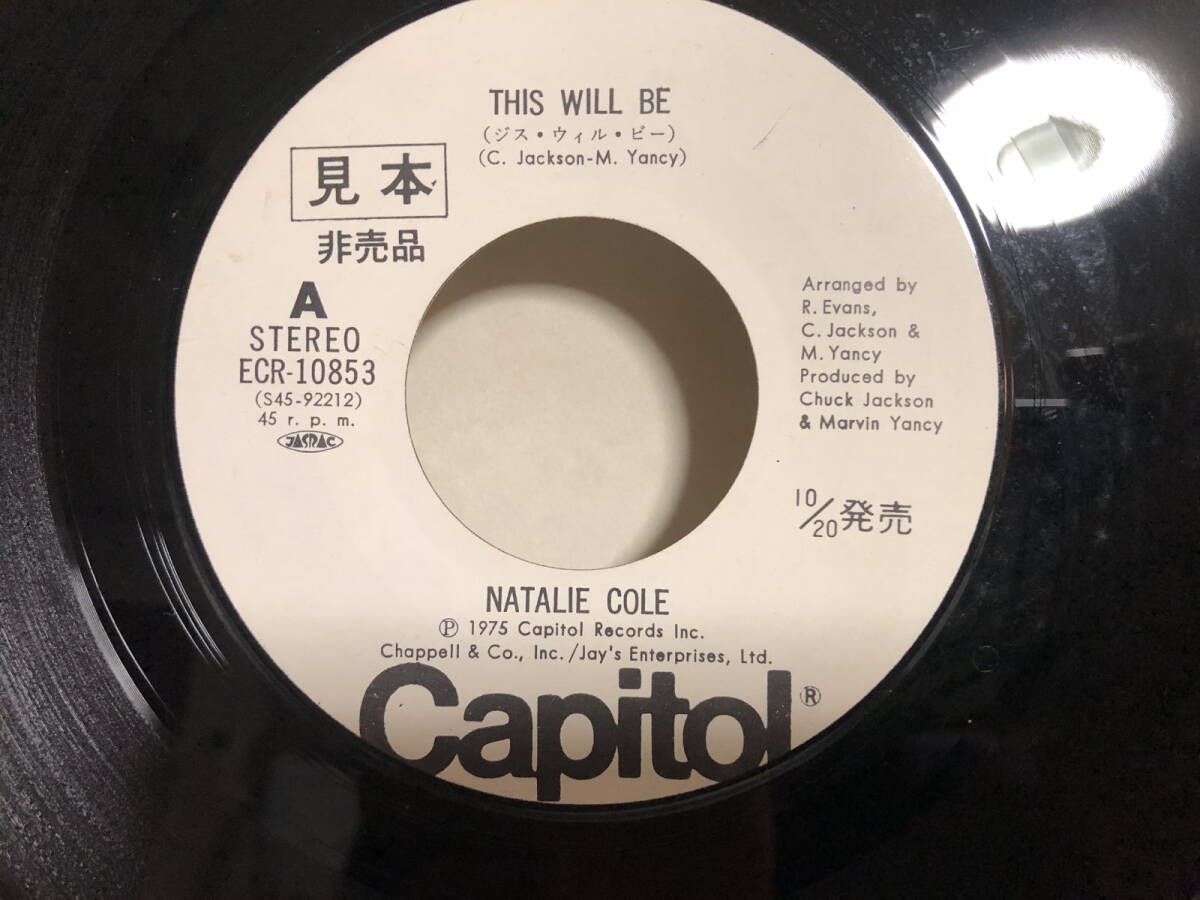 THIS WILL BE
(ジス・ウィル・ビー)
(C. Jackson-M. Yancy)
見本
非売品
A
STEREO
ECR-10853
(S45-92212)
45 r. p. m.
JASRAC
Arranged by
R. Evans,
C. Jackson &
M. Yancy
Produced by
Chuck Jackson
& Marvin Yancy
10/20発売
NATALIE COLE
Ⓟ 1975 Capitol Records Inc.
Chappell & Co., Inc./Jay's Enterprises, Ltd.
Capitol®